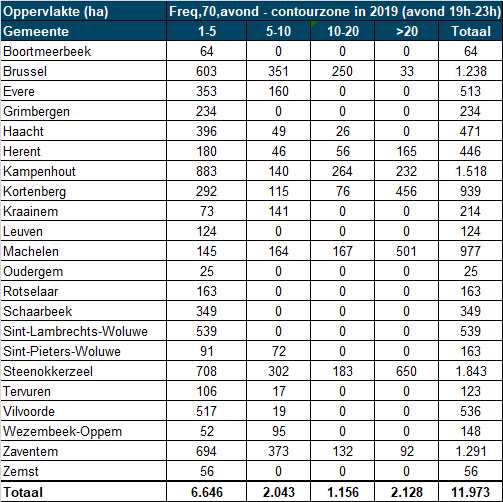 Oppervlakte (ha) Freq,70,avond - contourzone in 2019 (avond 19h-23h)
Gemeente 1-5 5-10 10-20 >20 Totaal
Boortmeerbeek 64 0 0 0 64
Brussel 603 351 250 33 1.238
Evere 353 160 0 0 513
Grimbergen 234 0 0 0 234
Haacht 396 49 26 0 471
Herent 180 46 56 165 446
Kampenhout 883 140 264 232 1.518
Kortenberg 292 115 76 456 939
Kraainem 73 141 0 0 214
Leuven 124 0 0 0 124
Machelen 145 164 167 501 977
Oudergem 25 0 0 0 25
Rotselaar 163 0 0 0 163
Schaarbeek 349 0 0 0 349
Sint-Lambrechts-Woluwe 539 0 0 0 539
Sint-Pieters-Woluwe 91 72 0 0 163
Steenokkerzeel 708 302 183 650 1.843
Tervuren 106 17 0 0 123
Vilvoorde 517 19 0 0 536
Wezembeek-Oppem 52 95 0 0 148
Zaventem 694 373 132 92 1.291
Zemst 56 0 0 0 56
Totaal 6.646 2.043 1.156 2.128 11.973